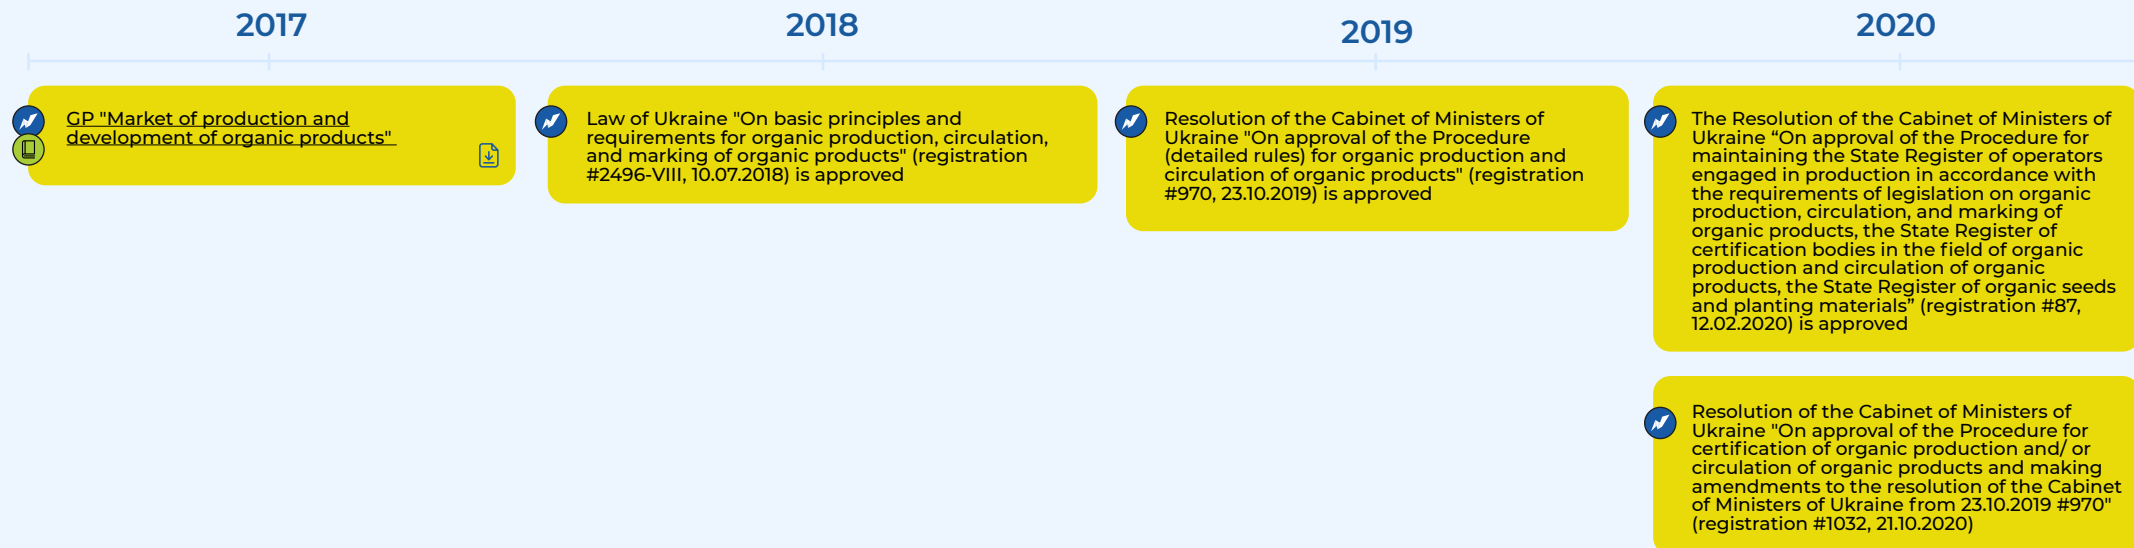 2017
2018
2019
2020
GP "Market of production and
development of organic products"
Law of Ukraine "On basic principles and
requirements for organic production, circulation,
and marking of organic products" (registration
#2496-VIII, 10.07.2018) is approved
Resolution of the Cabinet of Ministers of
Ukraine "On approval of the Procedure
(detailed rules) for organic production and
circulation of organic products" (registration
#970, 23.10.2019) is approved
The Resolution of the Cabinet of Ministers of
Ukraine “On approval of the Procedure for
maintaining the State Register of operators
engaged in production in accordance with
the requirements of legislation on organic
production, circulation, and marking of
organic products, the State Register of
certification bodies in the field of organic
production and circulation of organic
products, the State Register of organic seeds
and planting materials” (registration #87,
12.02.2020) is approved
Resolution of the Cabinet of Ministers of
Ukraine "On approval of the Procedure for
certification of organic production and/ or
circulation of organic products and making
amendments to the resolution of the Cabinet
of Ministers of Ukraine from 23.10.2019 #970"
(registration #1032, 21.10.2020)